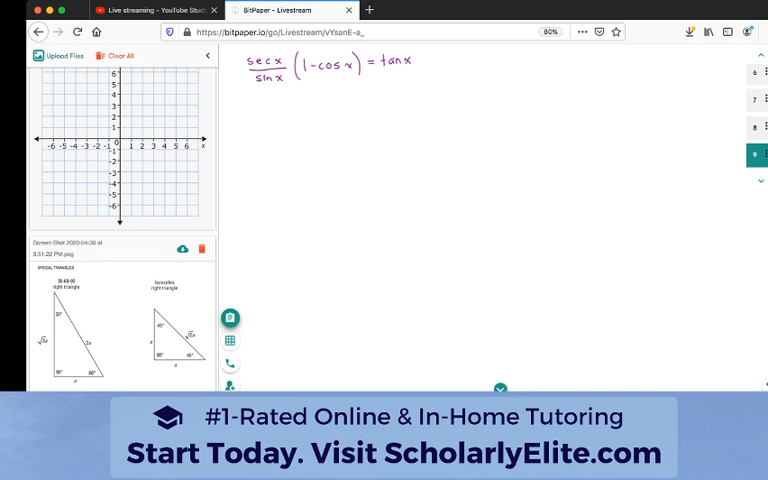 Live streaming - YouTube Stud
BitPaper - Livestream
https://bitpaper.io/go/Livestream/vYsanE-a_
80%
Upload Files
Clear All
6
5
4
3
2
1
0
-6 -5 -4 -3 -2 -1 1 2 3 4 5 6 x
-1
-2
-3
-4
-5
-6
sec x
sin x
(1-cos x) = tan x
6
7
8
9
Screen Shot 2020-04-30 at
3.51.22 PM.png
SPECIAL TRIANGLES
30-60-90
right triangle
Isosceles
right triangle
30°
2a
90°
60°
a
45°
a
90°
45°
a
#1-Rated Online & In-Home Tutoring
Start Today. Visit ScholarlyElite.com